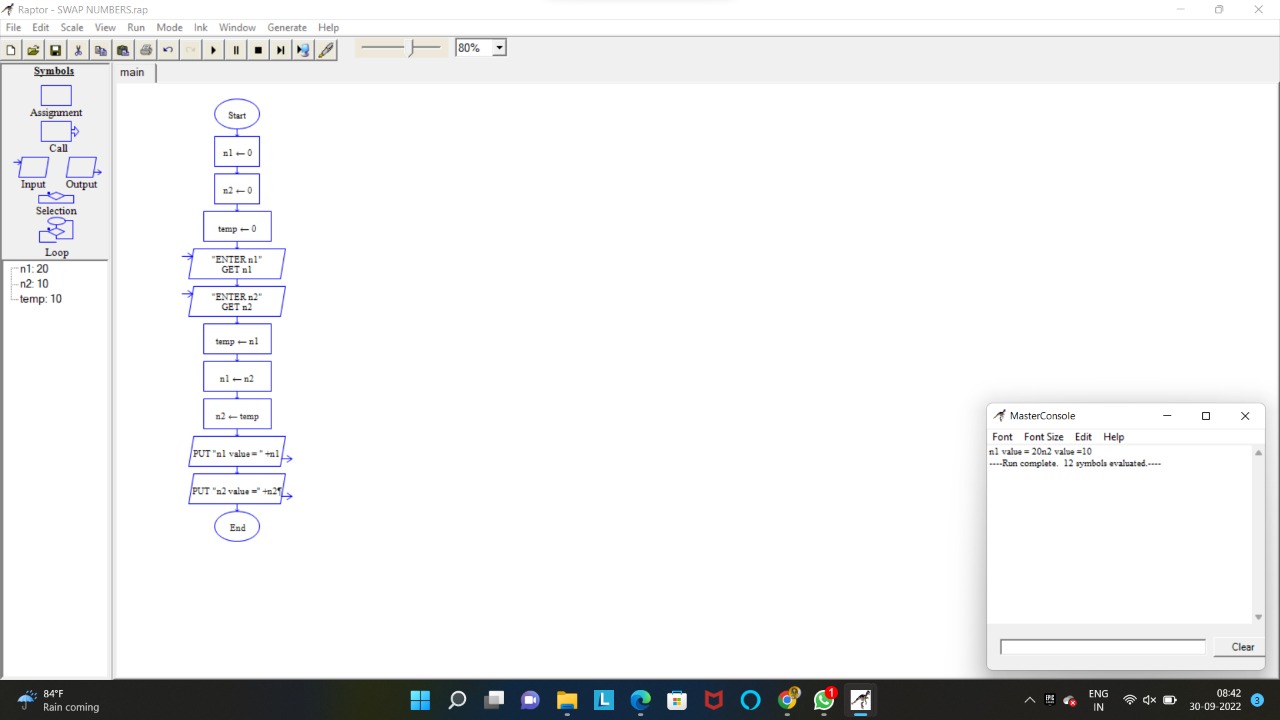 Raptor - SWAP NUMBERS.rap
File Edit Scale View Run Mode Ink Window Generate Help
80%
Symbols
Assignment
Call
Input Output
Selection
Loop
n1: 20
n2: 10
temp: 10
main
Start
n1 ← 0
n2 ← 0
temp ← 0
"ENTER n1"
GET n1
"ENTER n2"
GET n2
temp ← n1
n1 ← n2
n2 ← temp
PUT "n1 value = " +n1
PUT "n2 value =" +n2¶
End
MasterConsole
Font Font Size Edit Help
n1 value = 20n2 value =10
----Run complete. 12 symbols evaluated.----
Clear
84°F
Rain coming
L
1
ENG
IN
08:42
30-09-2022
3